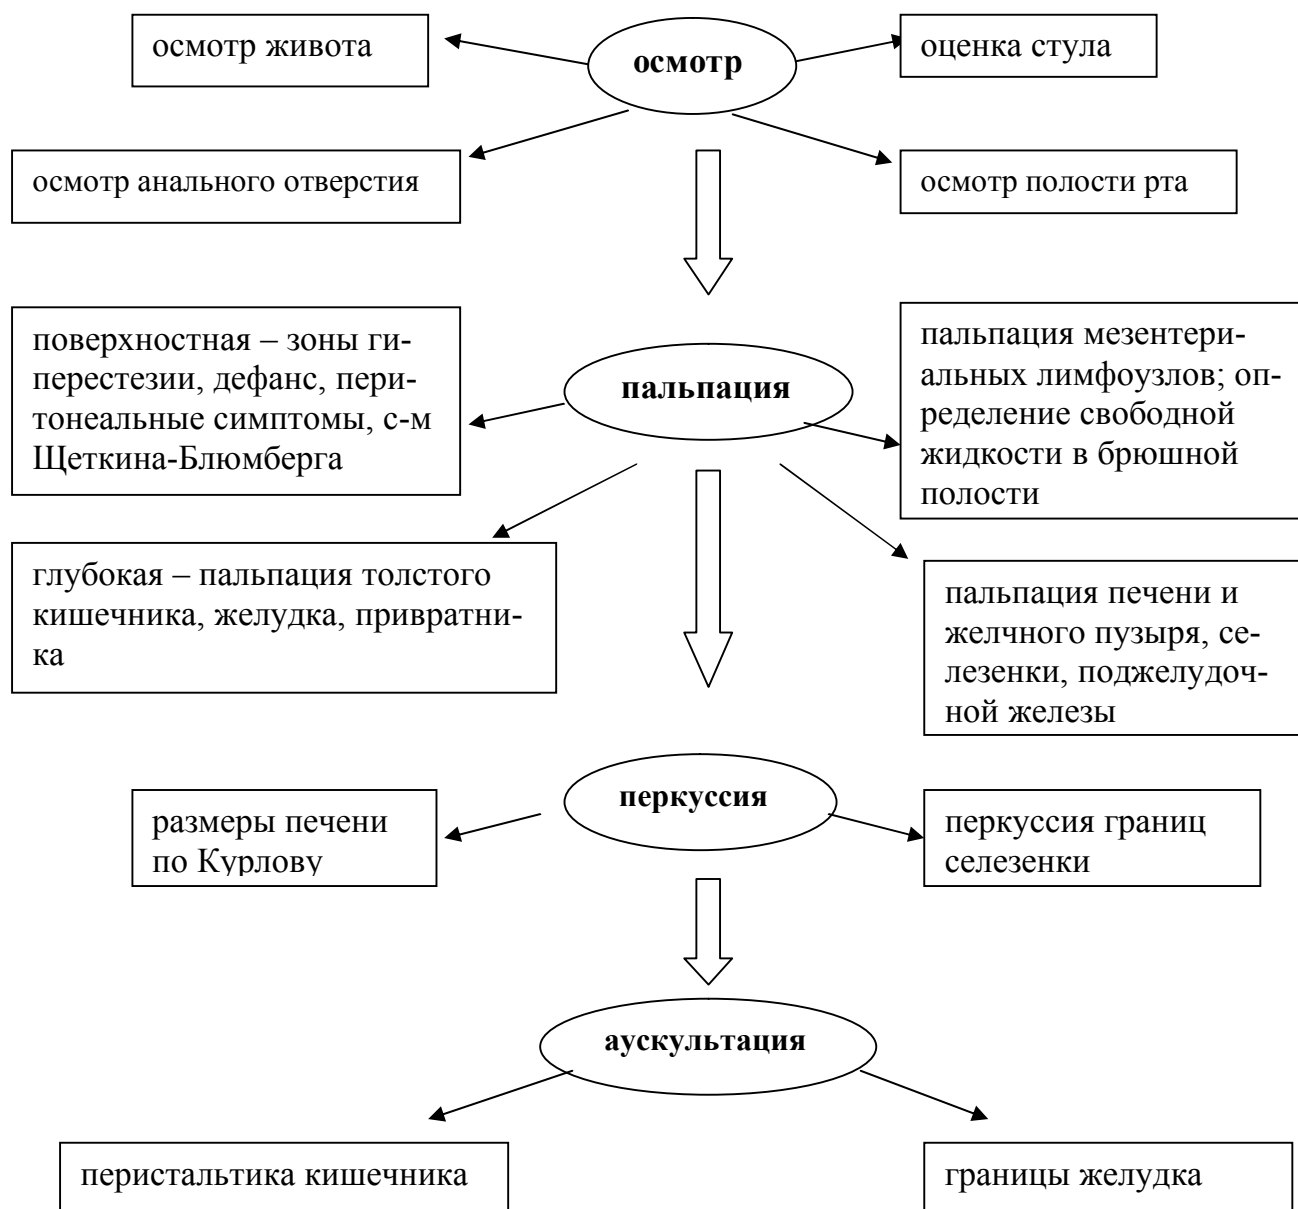 осмотр живота
осмотр
оценка стула
осмотр анального отверстия
осмотр полости рта
поверхностная – зоны ги-
перестезии, дефанс, пери-
тонеальные симптомы, с-м
Щеткина-Блюмберга
пальпация
пальпация мезентери-
альных лимфоузлов; оп-
ределение свободной
жидкости в брюшной
полости
глубокая – пальпация толстого
кишечника, желудка, привратни-
ка
пальпация печени и
желчного пузыря, се-
лезенки, поджелудоч-
ной железы
перкуссия
размеры печени
по Курлову
перкуссия границ
селезенки
аускультация
перистальтика кишечника
границы желудка